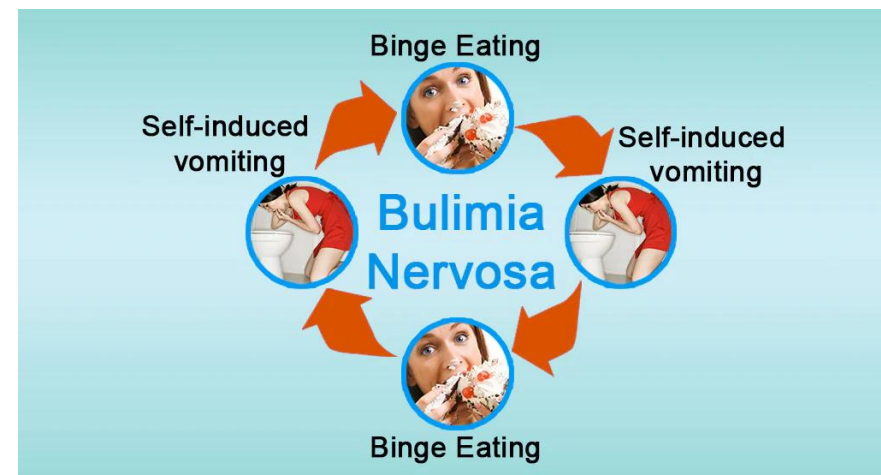 Binge Eating
Self-induced
vomiting
Self-induced
vomiting
Bulimia
Nervosa
Binge Eating